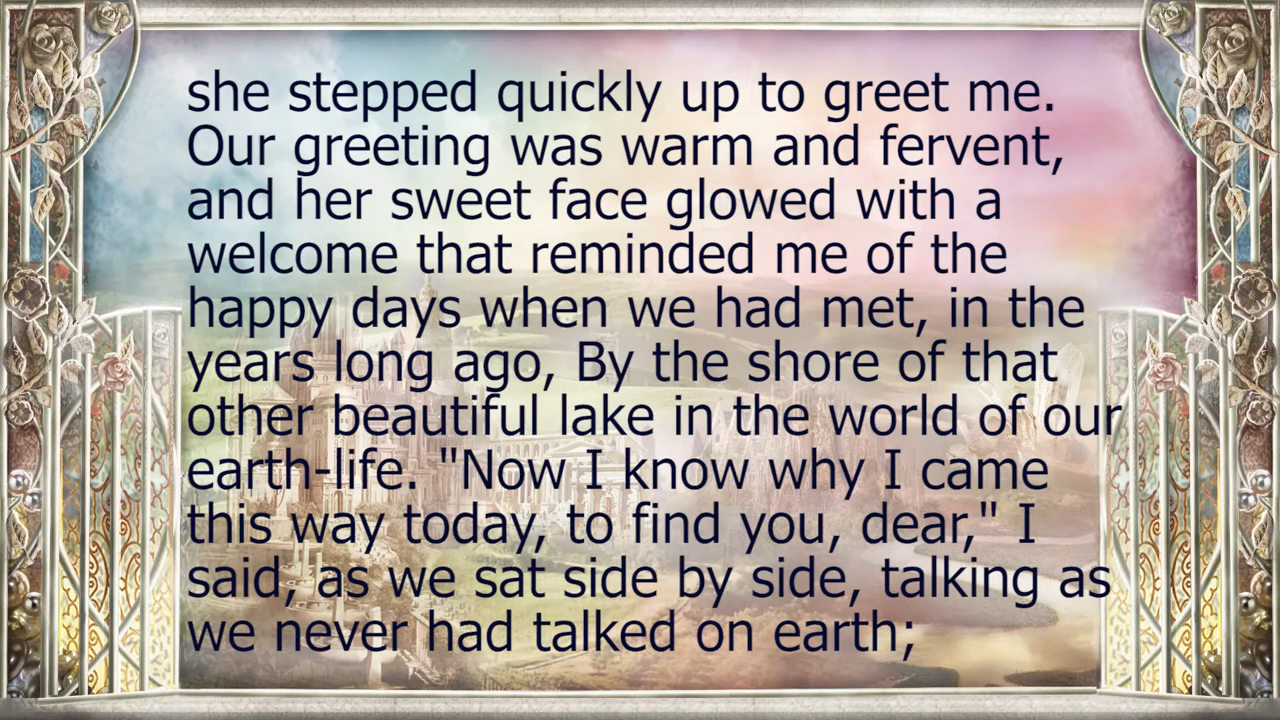 she stepped quickly up to greet me.
Our greeting was warm and fervent,
and her sweet face glowed with a
welcome that reminded me of the
happy days when we had met, in the
years long ago, By the shore of that
other beautiful lake in the world of our
earth-life. "Now I know why I came
this way today, to find you, dear," I
said, as we sat side by side, talking as
we never had talked on earth;